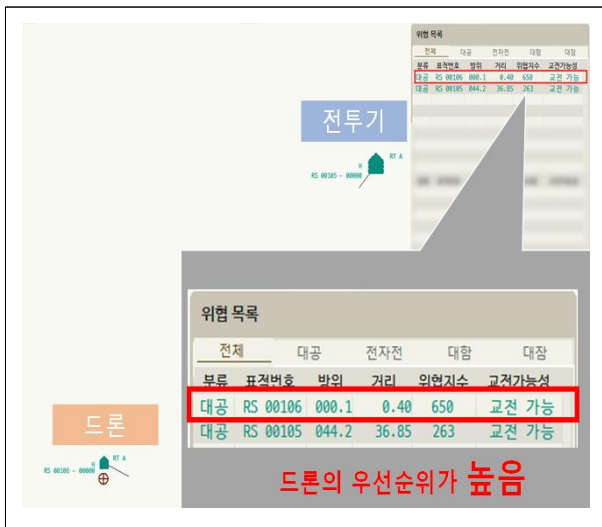 위협 목록
전체 대공 전자전 대함 대잠
분류 표적번호 방위 거리 위협지수 교전가능성
대공 RS 00106 000.1 0.40 650 교전 가능
대공 RS 00105 044.2 36.85 263 교전 가능
전투기
H RT A
RS 00105 - 00000
위협 목록
전체 대공 전자전 대함 대잠
분류 표적번호 방위 거리 위협지수 교전가능성
대공 RS 00106 000.1 0.40 650 교전 가능
대공 RS 00105 044.2 36.85 263 교전 가능
드론
H RT A
RS 00106 - 00000
드론의 우선순위가 높음